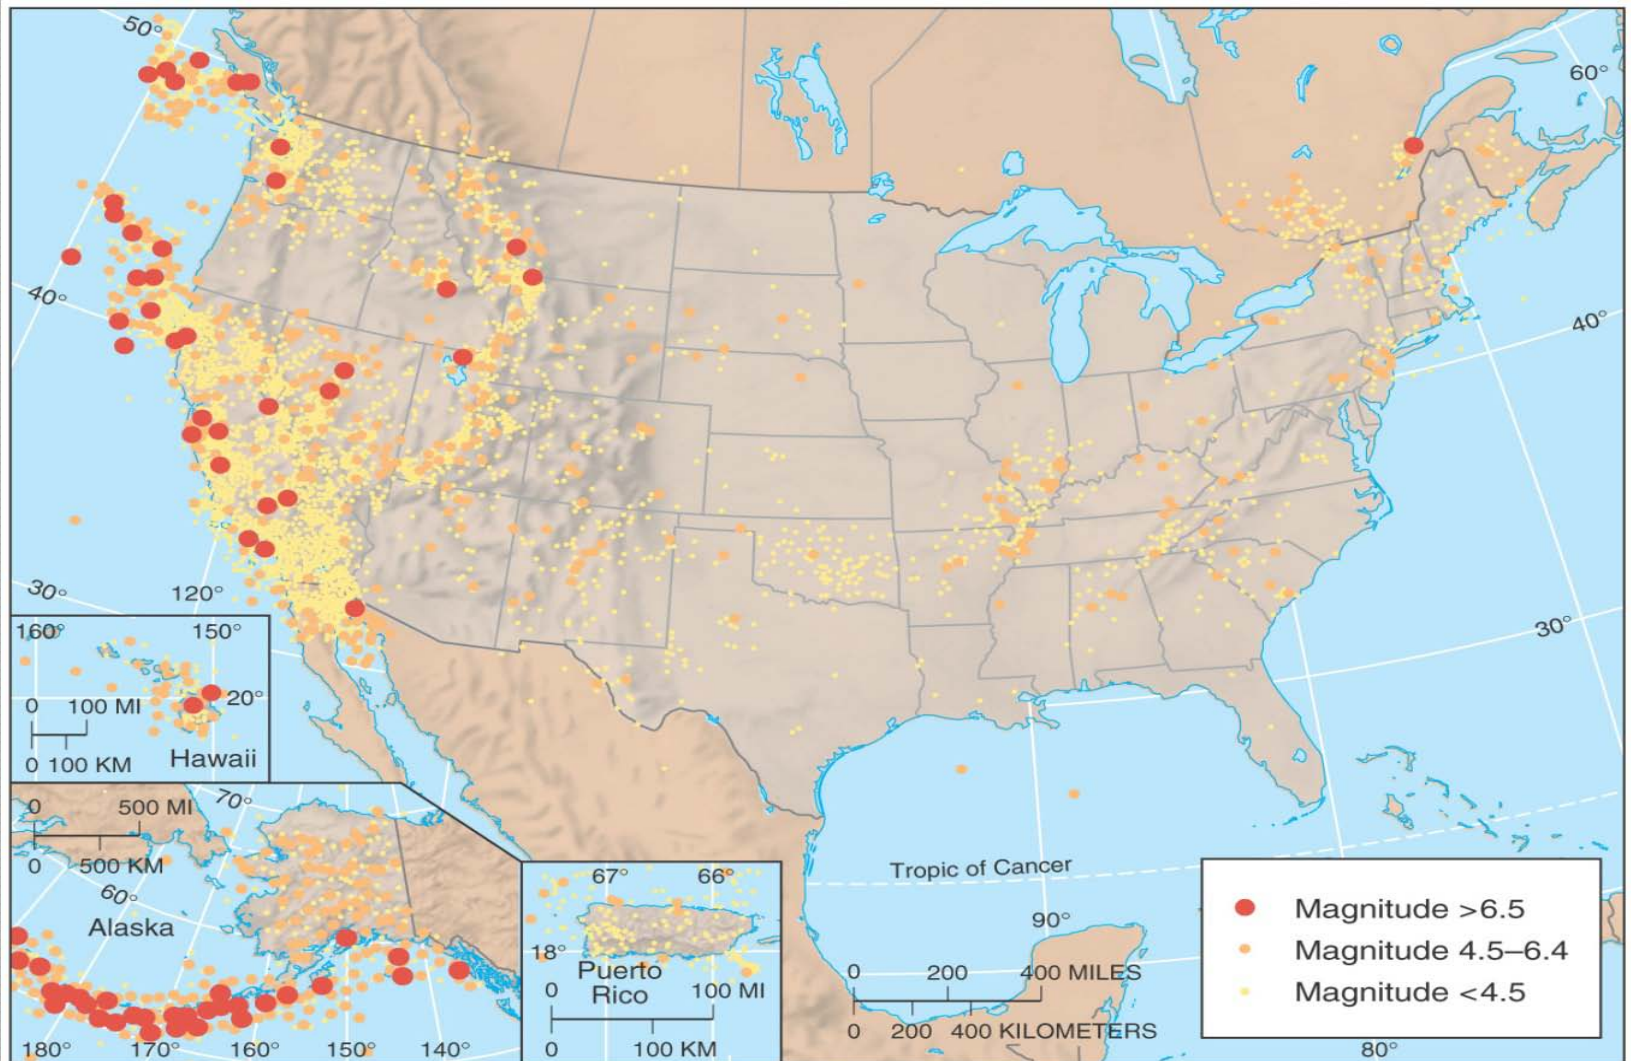 50°
60°
40°
40°
30°
120°
30°
160°
150°
20°
0 100 MI
0 100 KM
Hawaii
70°
0 500 MI
0 500 KM
60°
Alaska
180°
170°
160°
150°
140°
67°
66°
18°
Puerto
Rico
0 100 MI
0 100 KM
Tropic of Cancer
90°
0 200 400 MILES
0 200 400 KILOMETERS
80°
Magnitude >6.5
Magnitude 4.5–6.4
Magnitude <4.5